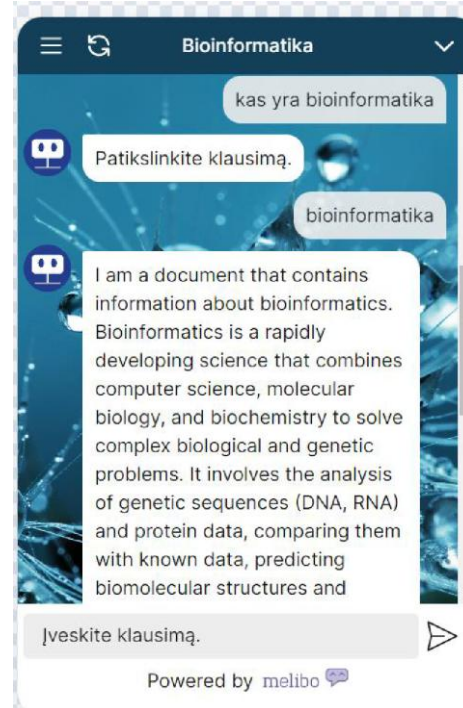 Bioinformatika
kas yra bioinformatika
Patikslinkite klausimą.
bioinformatika
I am a document that contains
information about bioinformatics.
Bioinformatics is a rapidly
developing science that combines
computer science, molecular
biology, and biochemistry to solve
complex biological and genetic
problems. It involves the analysis
of genetic sequences (DNA, RNA)
and protein data, comparing them
with known data, predicting
biomolecular structures and
Įveskite klausimą.
Powered by melibo